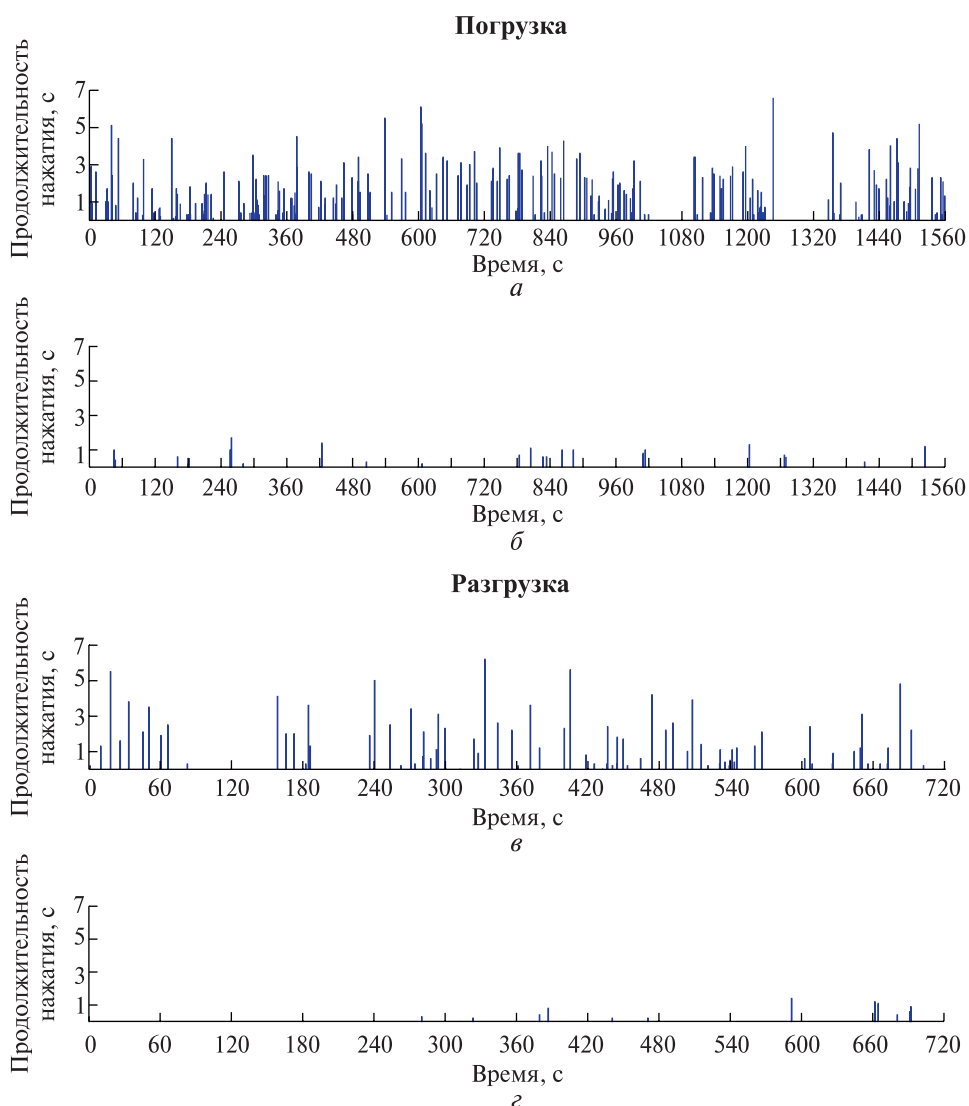 Погрузка
Продолжительность
нажатия, с
7
5
3
1
0 120 240 360 480 600 720 840 960 1080 1200 1320 1440 1560
Время, с
а
Продолжительность
нажатия, с
7
5
3
1
0 120 240 360 480 600 720 840 960 1080 1200 1320 1440 1560
Время, с
б
Разгрузка
Продолжительность
нажатия, с
7
5
3
1
0 60 120 180 240 300 360 420 480 540 600 660 720
Время, с
в
Продолжительность
нажатия, с
7
5
3
1
0 60 120 180 240 300 360 420 480 540 600 660 720
Время, с
г